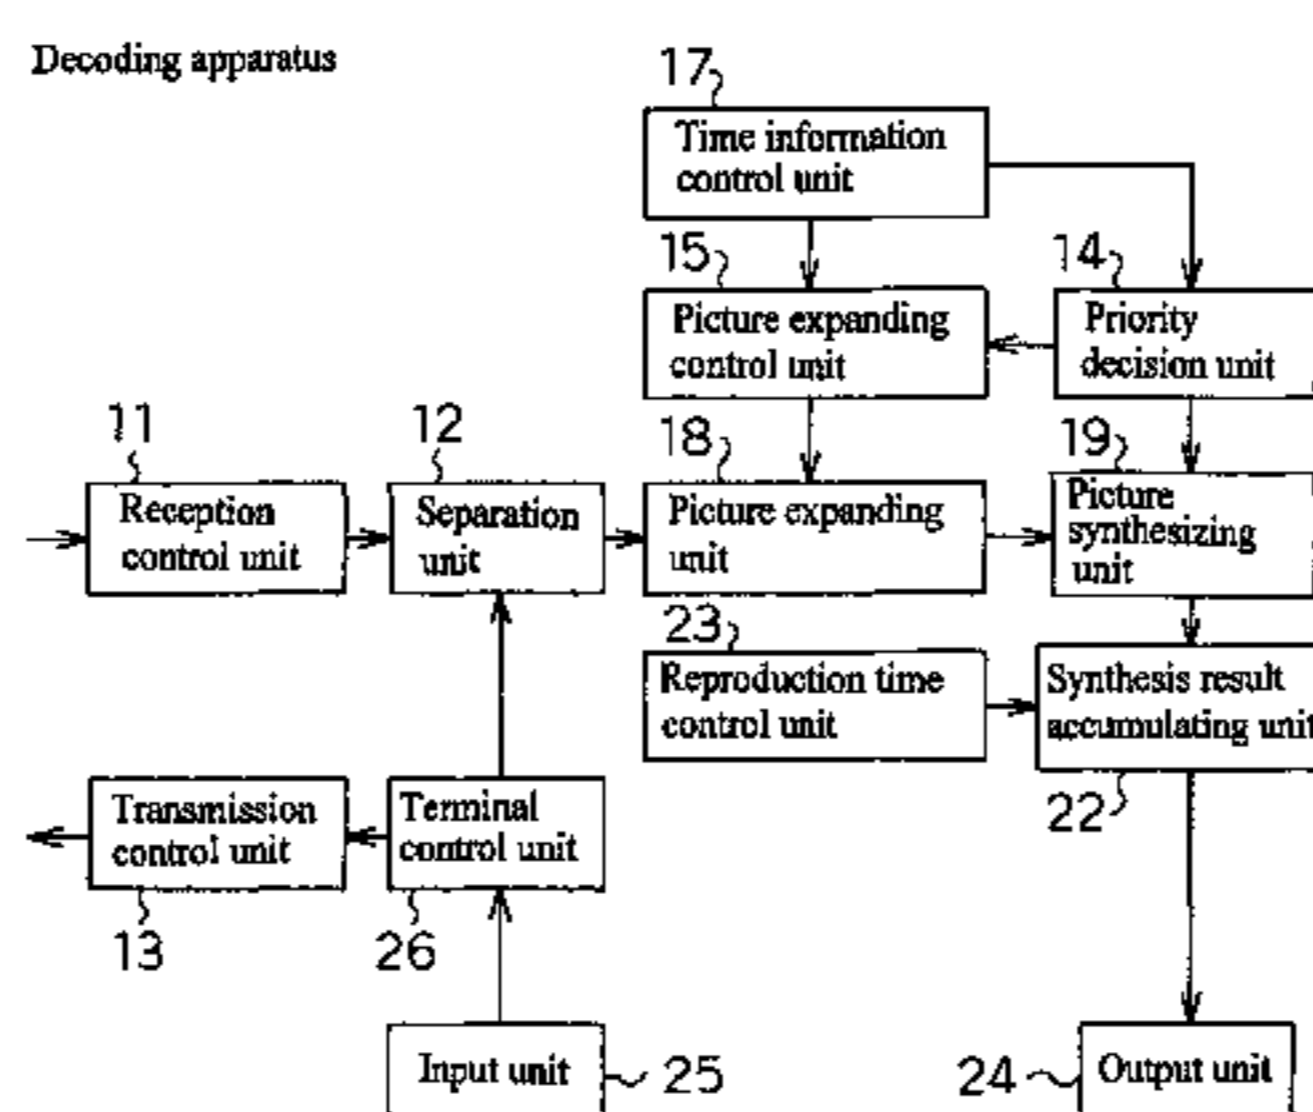 Decoding apparatus
17
Time information
control unit
15
14
Picture expanding
control unit
Priority
decision unit
11
12
18
19
Reception
control unit
Separation
unit
Picture expanding
unit
Picture
synthesizing
unit
23
Reproduction time
control unit
Synthesis result
accumulating unit
22
Transmission
control unit
Terminal
control unit
13
26
Input unit
25
24
Output unit